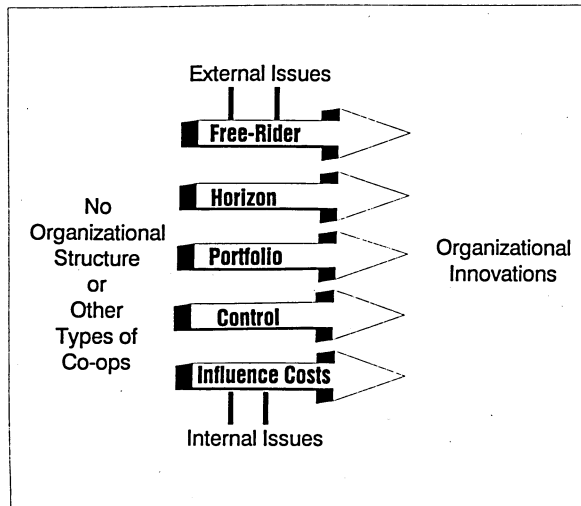 External Issues
Free-Rider
Horizon
Portfolio
Control
Influence Costs
Internal Issues
No
Organizational
Structure
or
Other
Types of
Co-ops
Organizational
Innovations